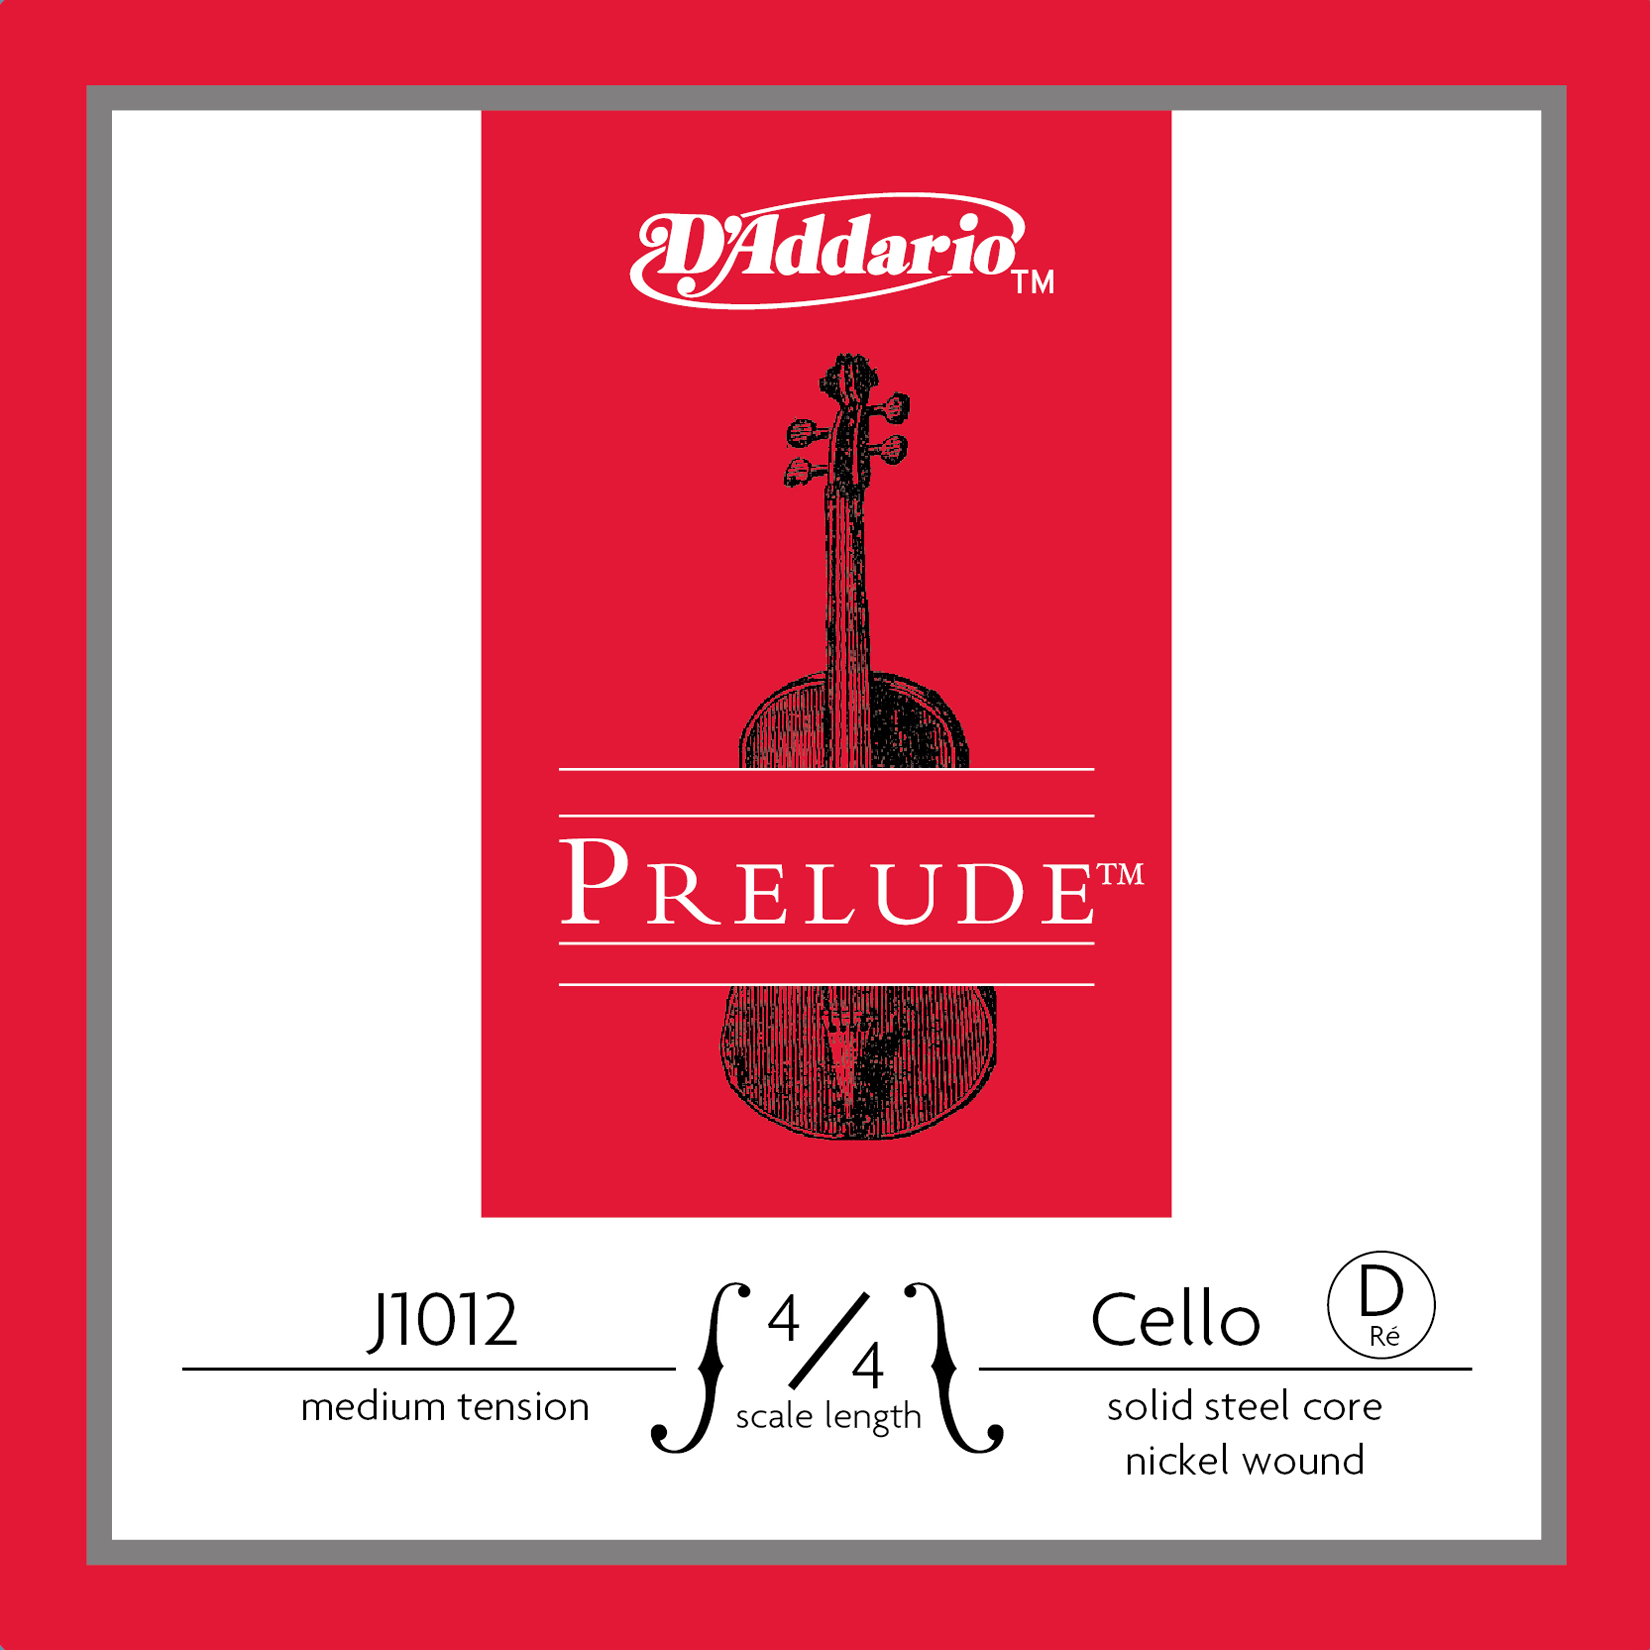 D'Addario™
PRELUDE™
J1012
medium tension
4/4
scale length
Cello
D
Ré
solid steel core
nickel wound